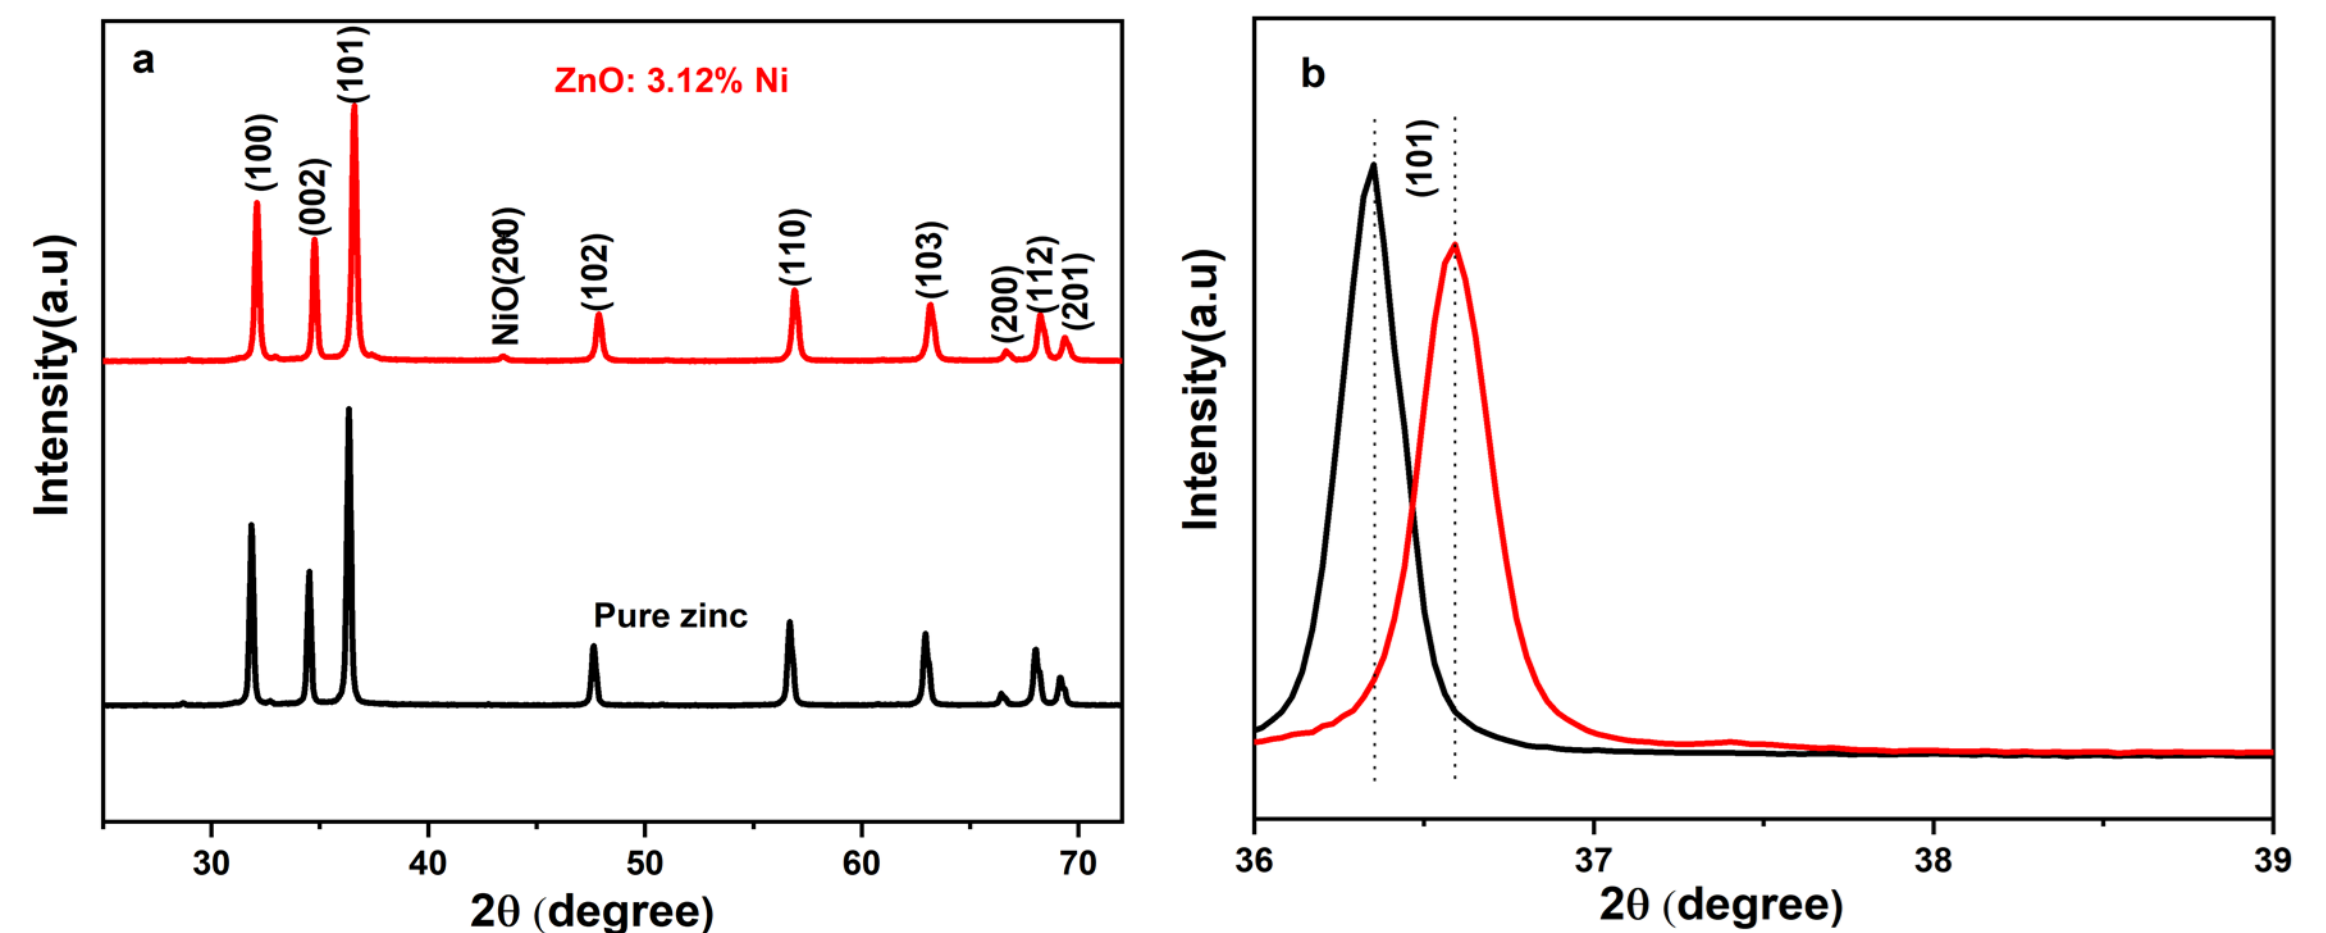 a
ZnO: 3.12% Ni
(100)
(002)
(101)
NiO(200)
(102)
(110)
(103)
(200)
(112)
(201)
Pure zinc
Intensity(a.u)
30 40 50 60 70
2θ (degree)
b
(101)
Intensity(a.u)
36 37 38 39
2θ (degree)